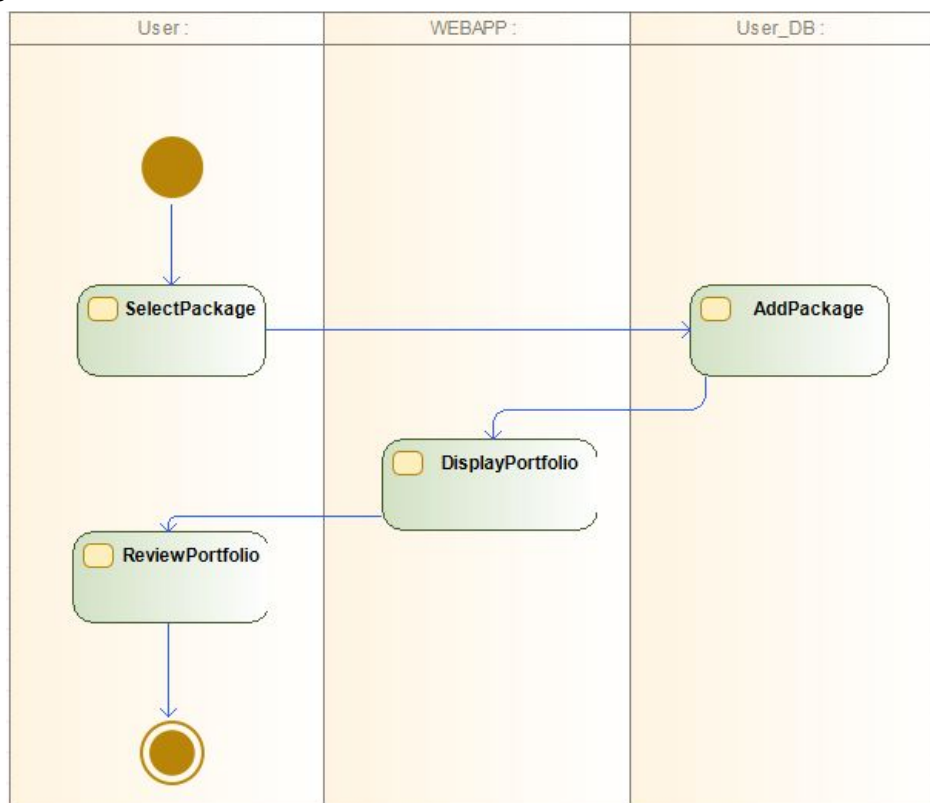 User :
WEBAPP :
User_DB :
SelectPackage
AddPackage
DisplayPortfolio
ReviewPortfolio